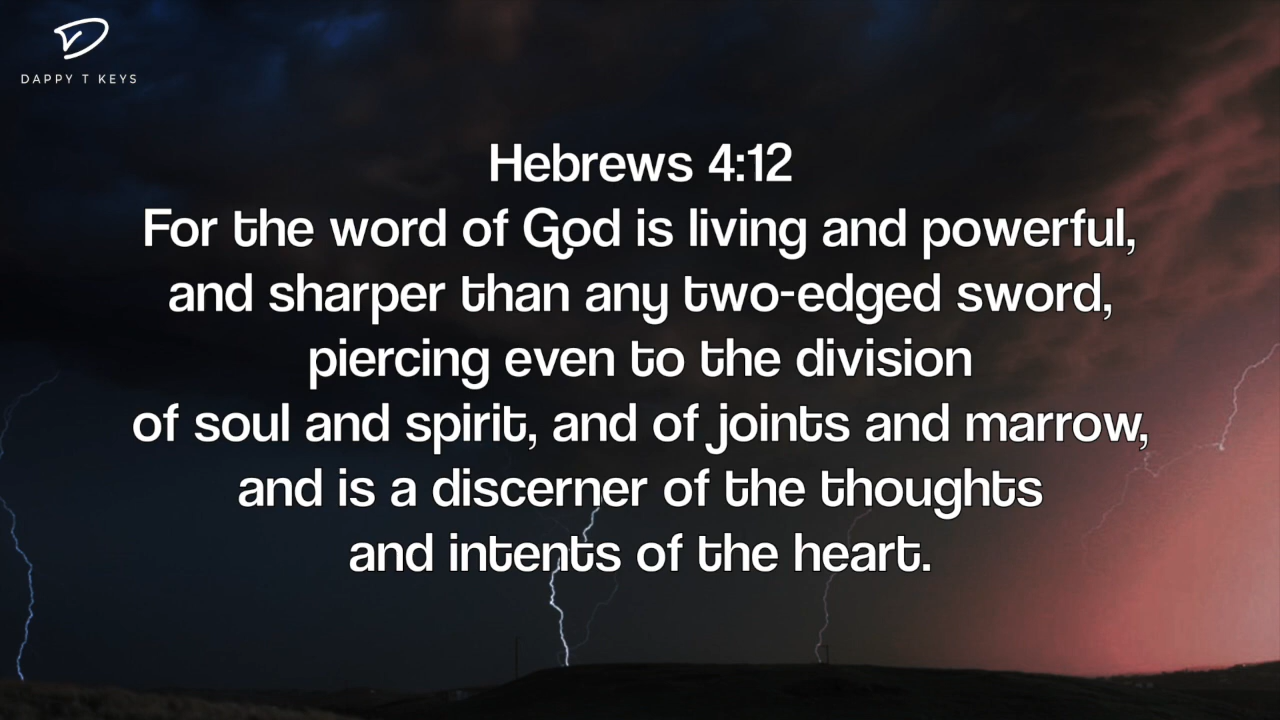 DAPPY T KEYS
Hebrews 4:12
For the word of God is living and powerful,
and sharper than any two-edged sword,
piercing even to the division
of soul and spirit, and of joints and marrow,
and is a discerner of the thoughts
and intents of the heart.